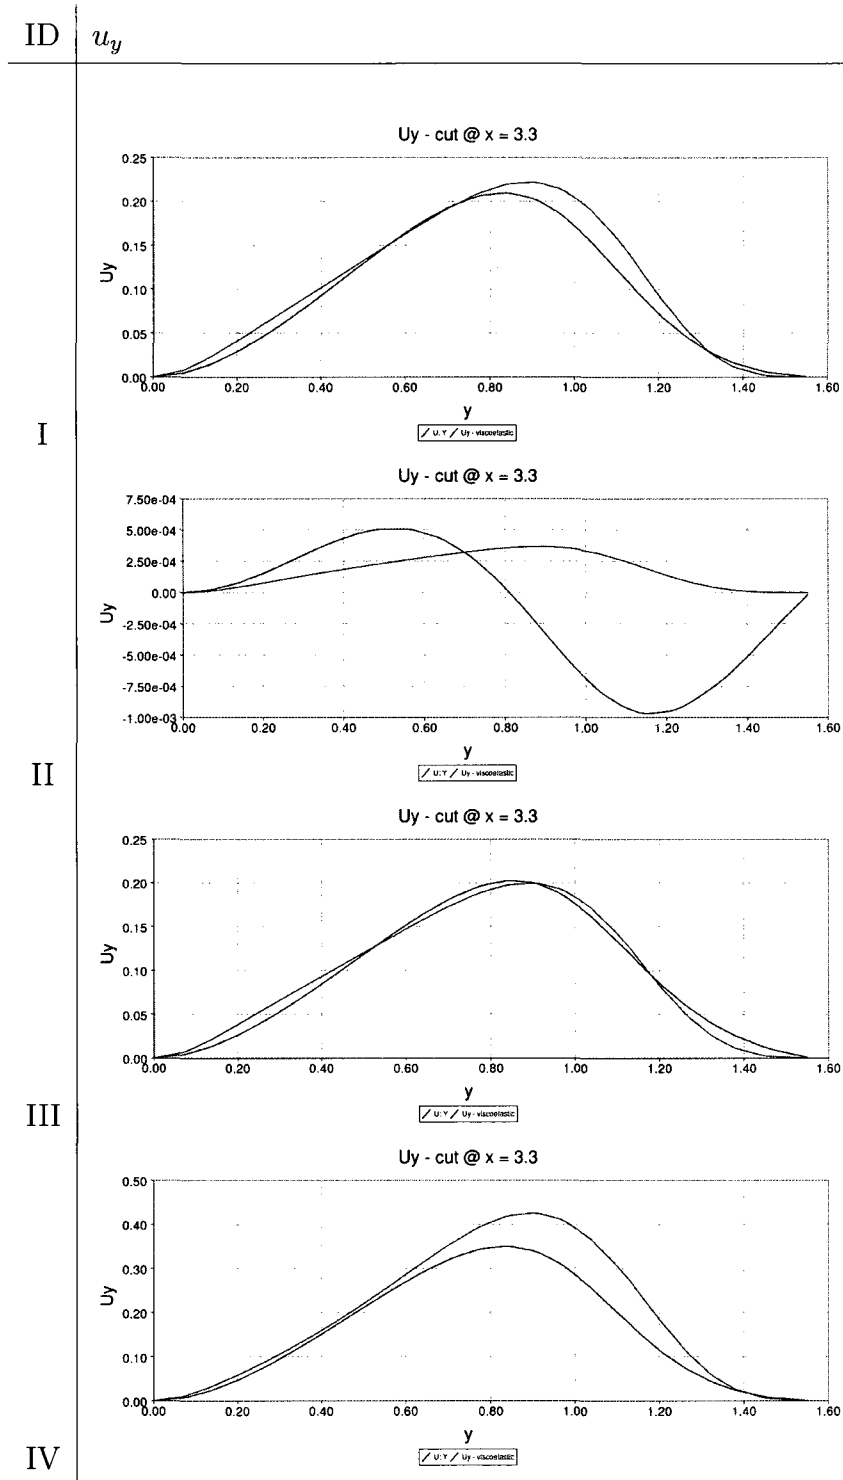 ID u_y
Uy - cut @ x = 3.3
0.25
0.20
0.15
0.10
0.05
0.00
Uy
0.00 0.20 0.40 0.60 0.80 1.00 1.20 1.40 1.60
y
U: Y Uy - viscoelastic
I
Uy - cut @ x = 3.3
7.50e-04
5.00e-04
2.50e-04
0.00
-2.50e-04
-5.00e-04
-7.50e-04
-1.00e-03
Uy
0.00 0.20 0.40 0.60 0.80 1.00 1.20 1.40 1.60
y
U: Y Uy - viscoelastic
II
Uy - cut @ x = 3.3
0.25
0.20
0.15
0.10
0.05
0.00
Uy
0.00 0.20 0.40 0.60 0.80 1.00 1.20 1.40 1.60
y
U: Y Uy - viscoelastic
III
Uy - cut @ x = 3.3
0.50
0.40
0.30
0.20
0.10
0.00
Uy
0.00 0.20 0.40 0.60 0.80 1.00 1.20 1.40 1.60
y
U: Y Uy - viscoelastic
IV